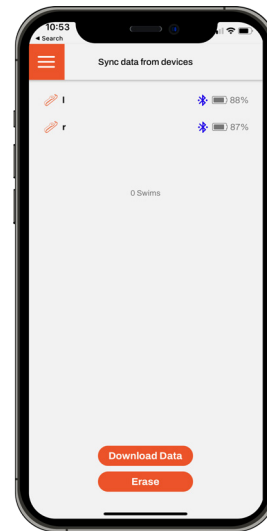 10:53
Search
Sync data from devices
l 88%
r 87%
0 Swims
Download Data
Erase